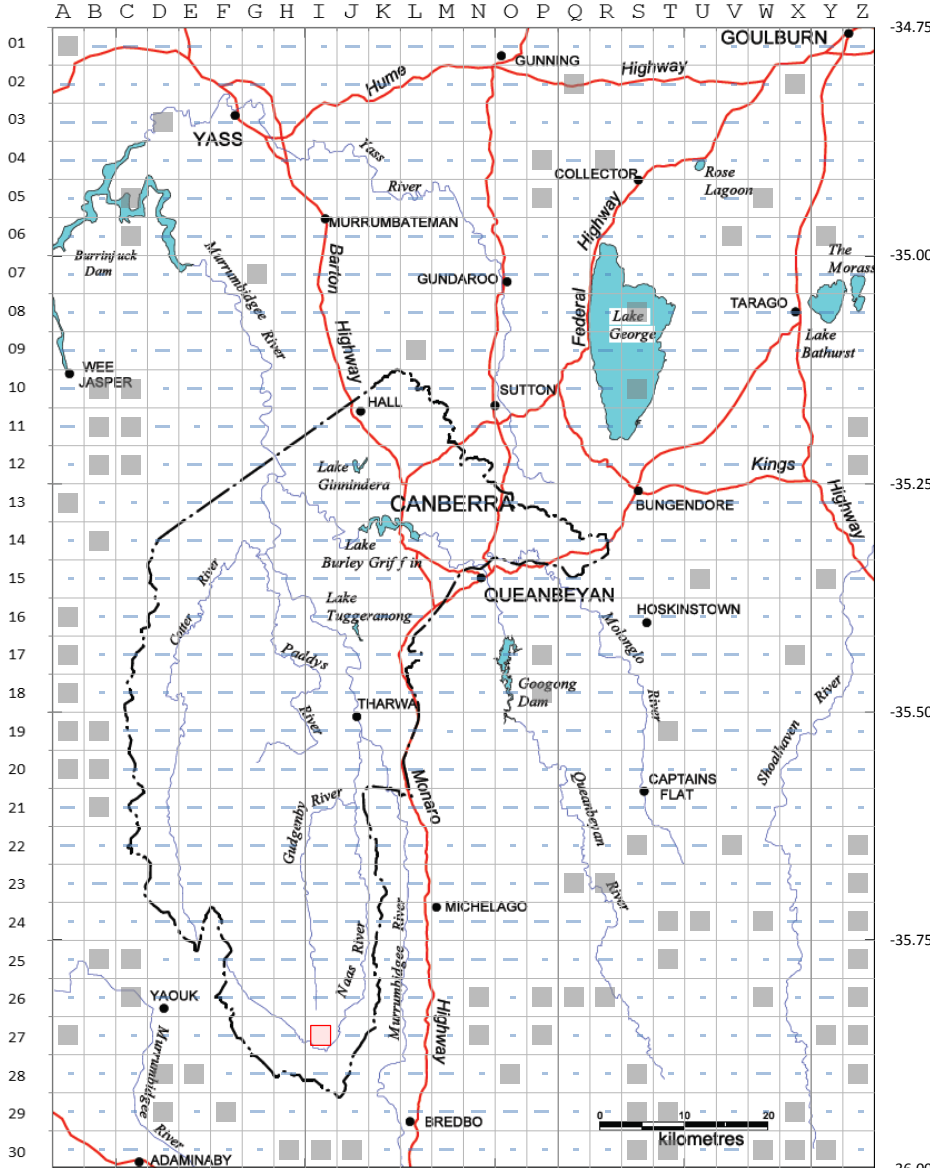 A B C D E F G H I J K L M N O P Q R S T U V W X Y Z
-34.75
01
GOULBURN
GUNNING
Hume
Highway
02
03
YASS
Yass
River
04
COLLECTOR
Rose
Lagoon
05
MURRUMBATEMAN
Highway
06
Burrinjuck
Dam
Murrumbidgee
River
Barton
Highway
-35.00
The
Morass
07
GUNDAROO
Federal
TARAGO
08
Lake
George
Lake
Bathurst
09
WEE
JASPER
10
HALL
SUTTON
11
12
Lake
Ginnindera
Kings
Highway
-35.25
13
CANBERRA
BUNGENDORE
14
Lake
Burley Griffin
15
QUEANBEYAN
Cotter
River
Lake
Tuggeranong
HOSKINSTOWN
16
Molonglo
River
17
Paddys
River
18
Googong
Dam
River
Shoalhaven
THARWA
-35.50
19
20
Monaro
CAPTAINS
FLAT
Queanbeyan
River
21
Gudgenby
River
22
23
MICHELAGO
24
-35.75
25
Naas
River
Murrumbidgee
River
26
YAOUK
Highway
27
Murrumbidgee
River
28
29
BREDBO
0 10 20
kilometres
30
ADAMINABY
-36.00